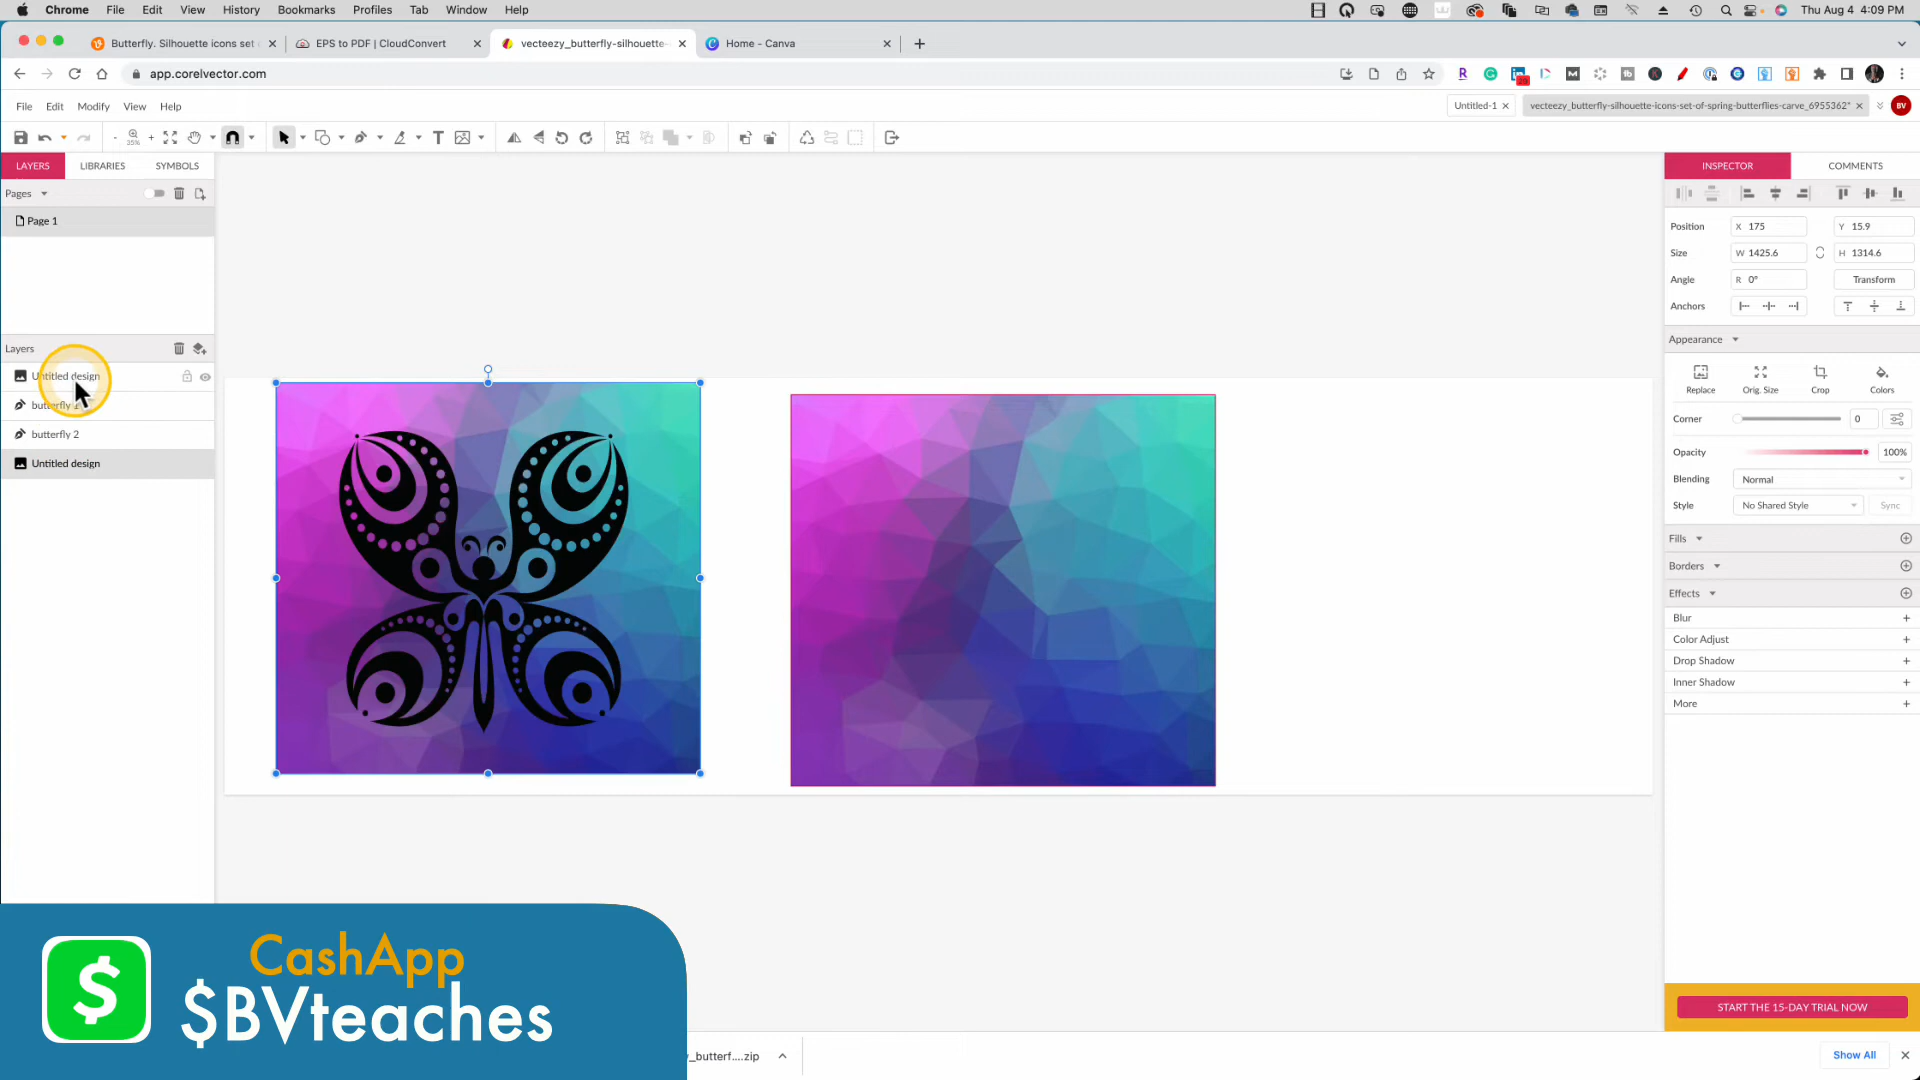 Chrome File Edit View History Bookmarks Profiles Tab Window Help Thu Aug 4 4:09 PM
Butterfly. Silhouette icons set EPS to PDF | CloudConvert vecteezy_butterfly-silhouette- Home - Canva
app.corelvector.com
File Edit Modify View Help Untitled-1 vecteezy_butterfly-silhouette-icons-set-of-spring-butterflies-carve_6955362* BV
35%
LAYERS LIBRARIES SYMBOLS INSPECTOR COMMENTS
Pages
Page 1
Position X 175 Y 15.9
Size W 1425.6 H 1314.6
Angle R 0° Transform
Anchors
Layers
Untitled design
butterfly
butterfly 2
Untitled design
Appearance
Replace Orig. Size Crop Colors
Corner 0
Opacity 100%
Blending Normal
Style No Shared Style Sync
Fills
Borders
Effects
Blur
Color Adjust
Drop Shadow
Inner Shadow
More
START THE 15-DAY TRIAL NOW
CashApp
$BVteaches
_butterf....zip Show All